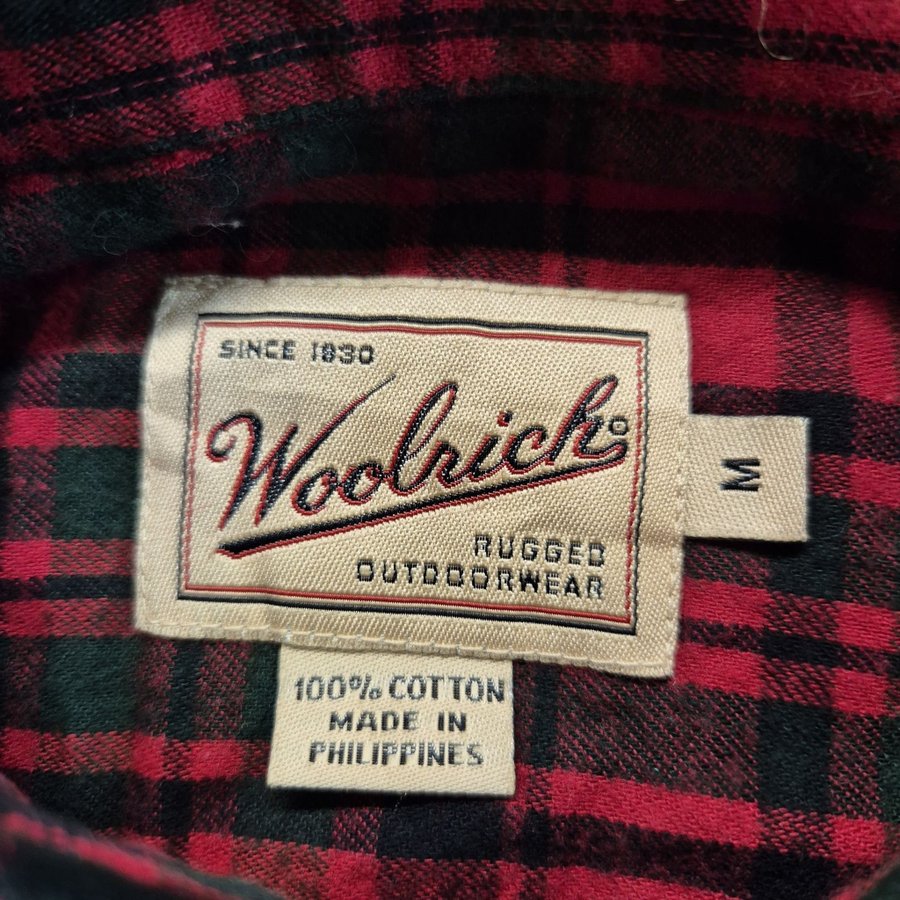 SINCE 1830
Woolrich
RUGGED
OUTDOORWEAR
M
100% COTTON
MADE IN
PHILIPPINES